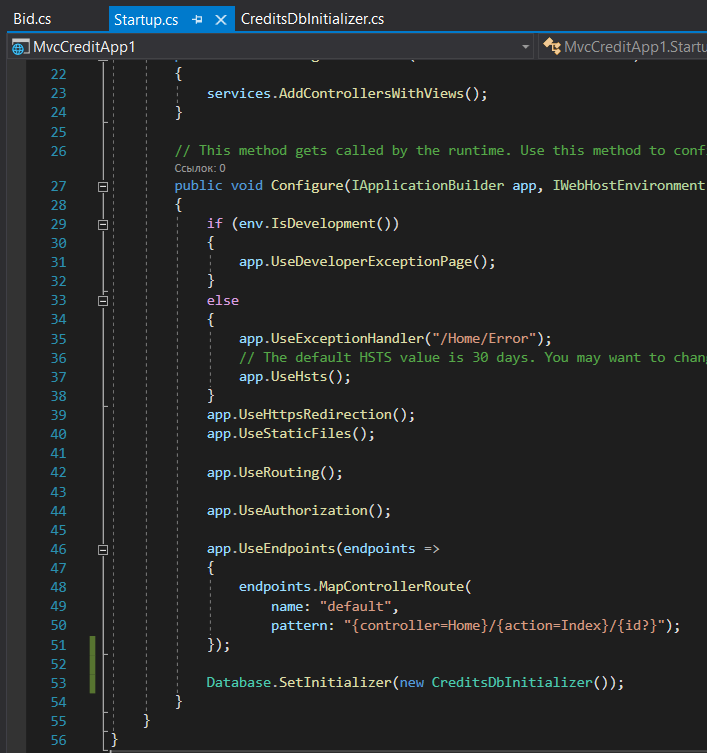 Bid.cs
Startup.cs
CreditsDbInitializer.cs
MvcCreditApp1
MvcCreditApp1.Startu
22 {
23 services.AddControllersWithViews();
24 }
25
26 // This method gets called by the runtime. Use this method to conf
Ссылок: 0
27 public void Configure(IApplicationBuilder app, IWebHostEnvironment
28 {
29 if (env.IsDevelopment())
30 {
31 app.UseDeveloperExceptionPage();
32 }
33 else
34 {
35 app.UseExceptionHandler("/Home/Error");
36 // The default HSTS value is 30 days. You may want to chan
37 app.UseHsts();
38 }
39 app.UseHttpsRedirection();
40 app.UseStaticFiles();
41
42 app.UseRouting();
43
44 app.UseAuthorization();
45
46 app.UseEndpoints(endpoints =>
47 {
48 endpoints.MapControllerRoute(
49 name: "default",
50 pattern: "{controller=Home}/{action=Index}/{id?}");
51 });
52
53 Database.SetInitializer(new CreditsDbInitializer());
54 }
55 }
56 }